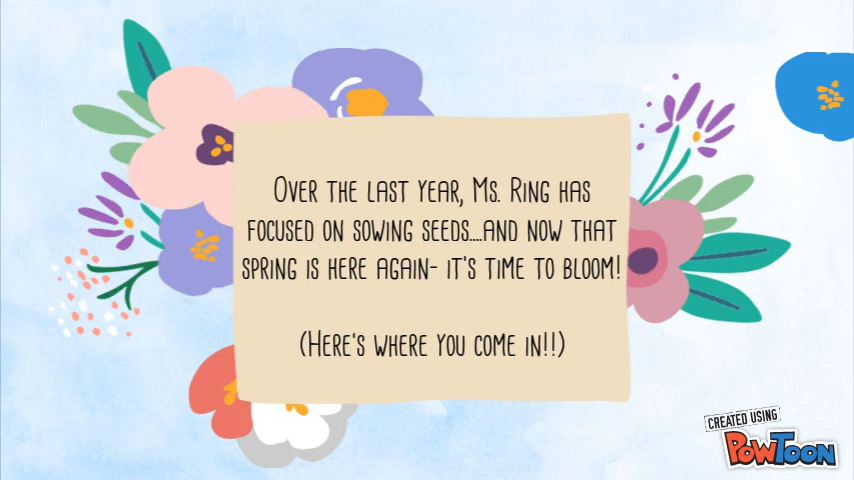 Over the last year, Ms. Ring has
focused on sowing seeds....and now that
spring is here again- it's time to bloom!
(Here's where you come in!!)
CREATED USING
POWTOON